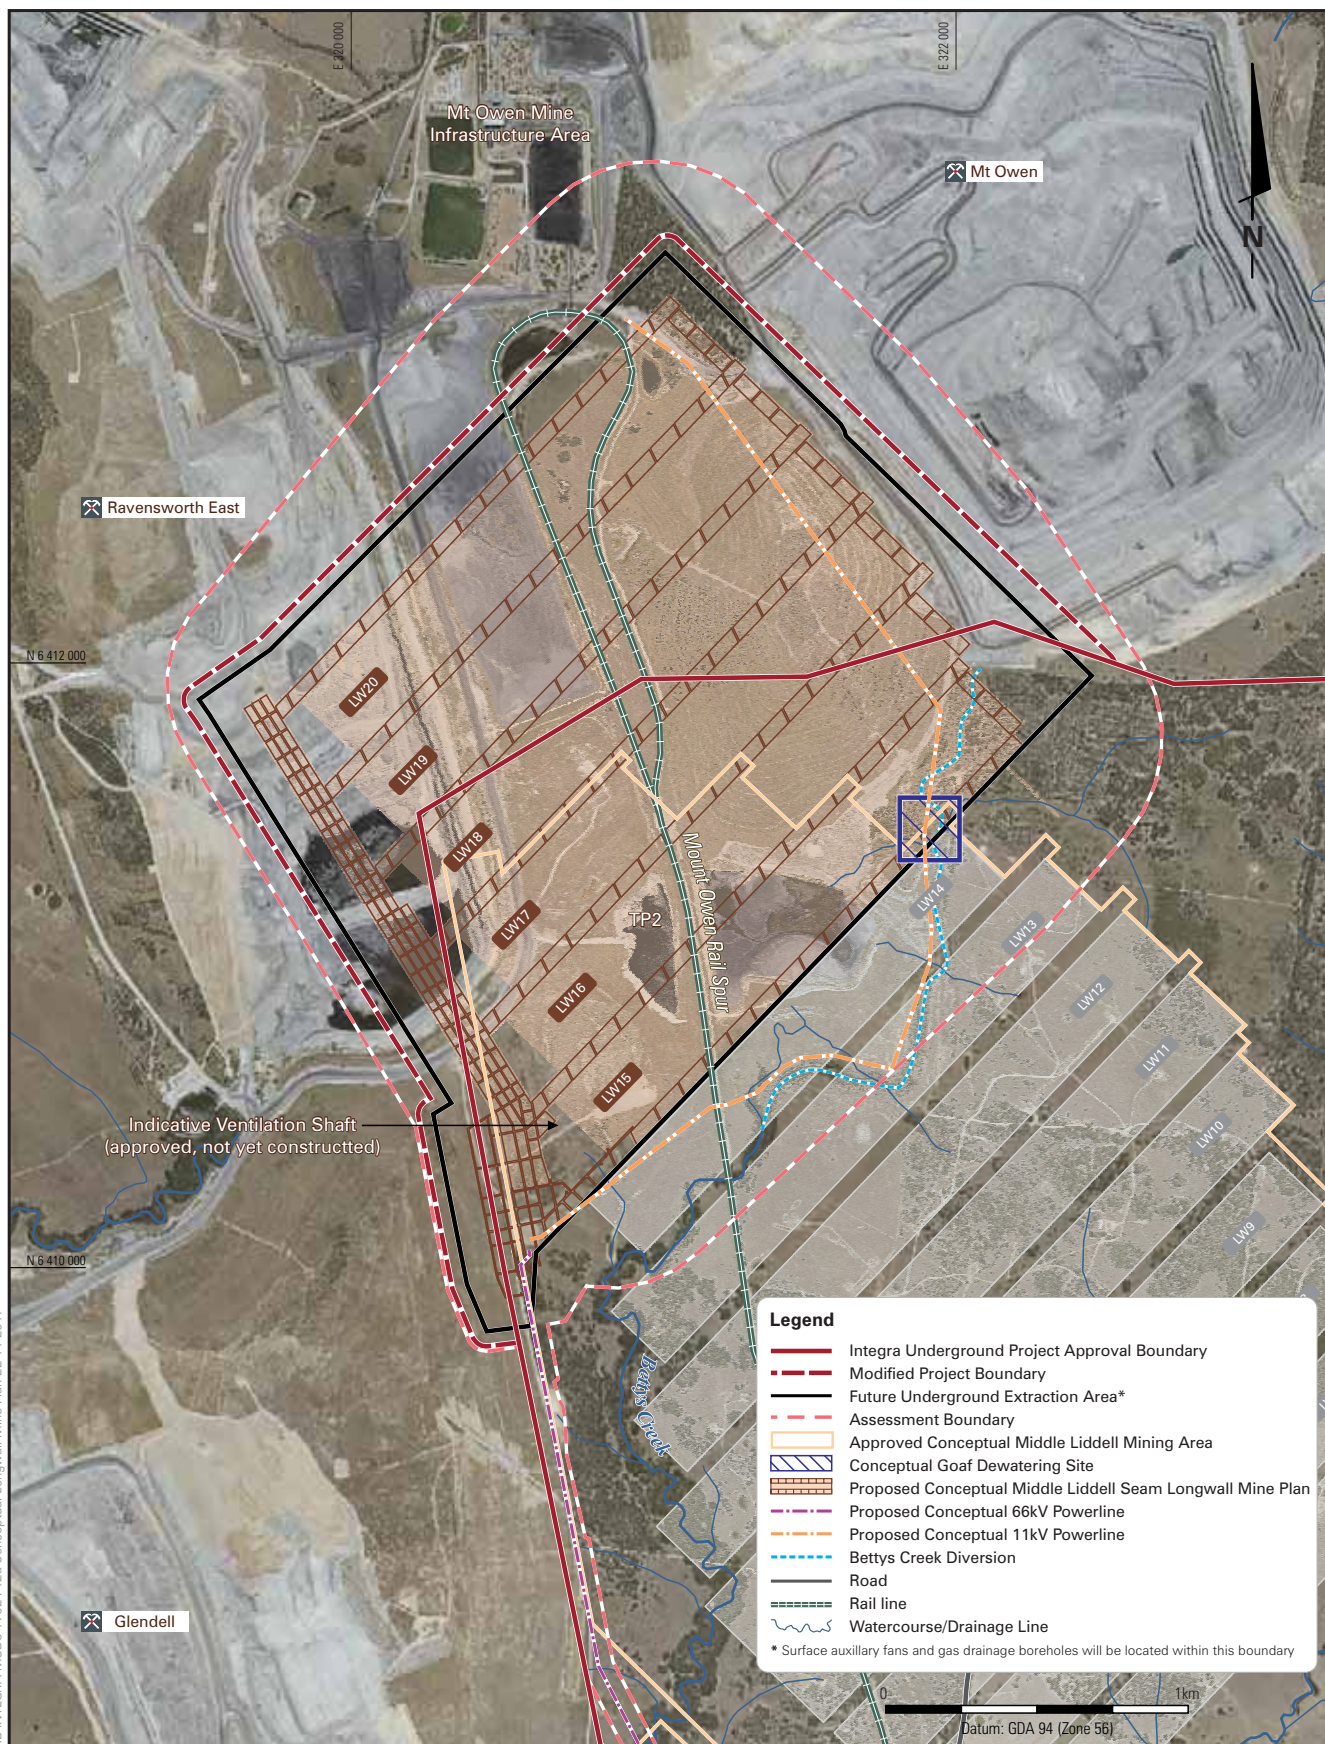 E 320 000
E 322 000
Mt Owen Mine
Infrastructure Area
Mt Owen
N
Ravensworth East
N 6 412 000
LW20
LW19
LW18
LW17
LW16
LW15
TP2
Mount Owen Rail Spur
LW14
LW13
LW12
LW11
LW10
LW9
Indicative Ventilation Shaft
(approved, not yet constructted)
N 6 410 000
Bettys Creek
Glendell
Legend
Integra Underground Project Approval Boundary
Modified Project Boundary
Future Underground Extraction Area*
Assessment Boundary
Approved Conceptual Middle Liddell Mining Area
Conceptual Goaf Dewatering Site
Proposed Conceptual Middle Liddell Seam Longwall Mine Plan
Proposed Conceptual 66kV Powerline
Proposed Conceptual 11kV Powerline
Bettys Creek Diversion
Road
Rail line
Watercourse/Drainage Line
* Surface auxillary fans and gas drainage boreholes will be located within this boundary
0 1km
Datum: GDA 94 (Zone 56)